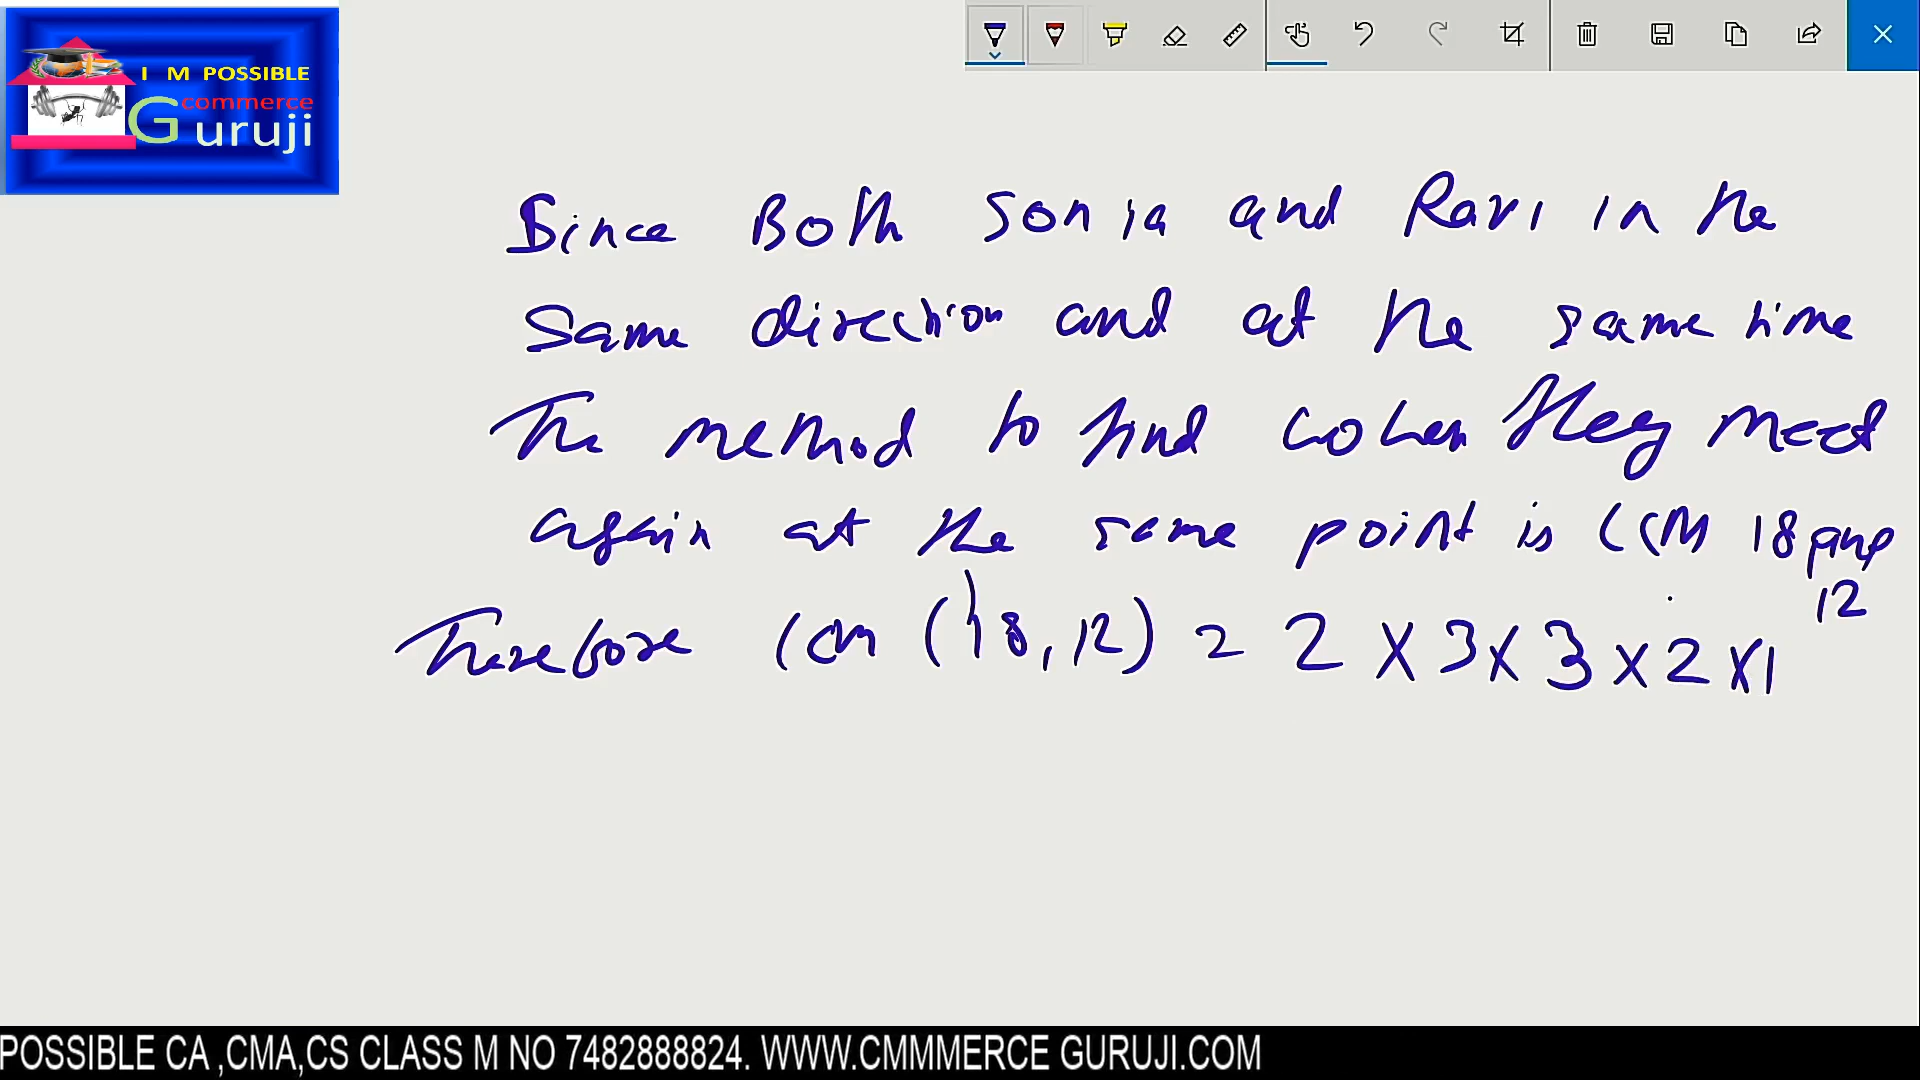 I M POSSIBLE
commerce
Guruji
Since Both Sonia and Ravi in the
Same direction and at the same time
The method to find when they meet
again at the same point is LCM 18 and
12
Therefore LCM (18, 12) = 2 X 3 X 3 X 2 X 1
POSSIBLE CA ,CMA,CS CLASS M NO 7482888824. WWW.CMMMERCE GURUJI.COM